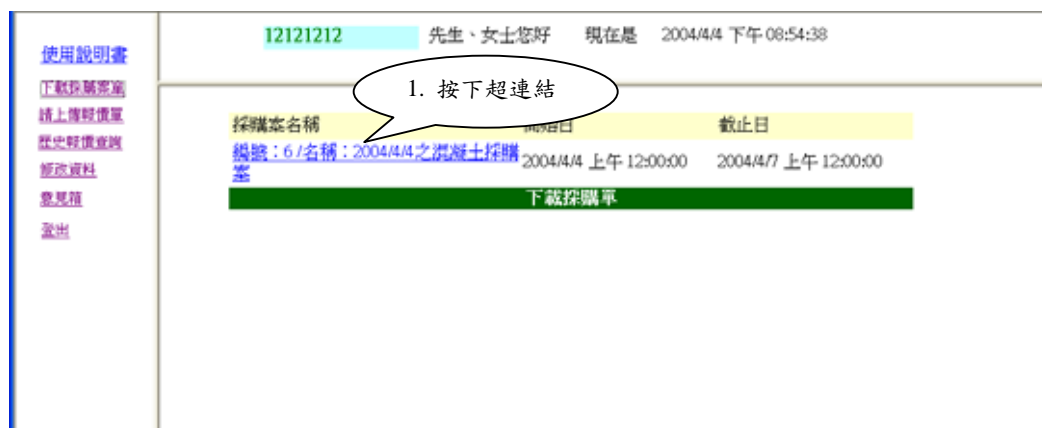 12121212 先生、女士您好 現在是 2004/4/4 下午 08:54:38
使用說明書
下載採購案單
請上傳報價單
歷史報價查詢
修改資料
意見箱
登出
1. 按下超連結
採購案名稱 開始日 截止日
編號：6 /名稱：2004/4/4之混凝土採購案 2004/4/4 上午 12:00:00 2004/4/7 上午 12:00:00
下載採購單